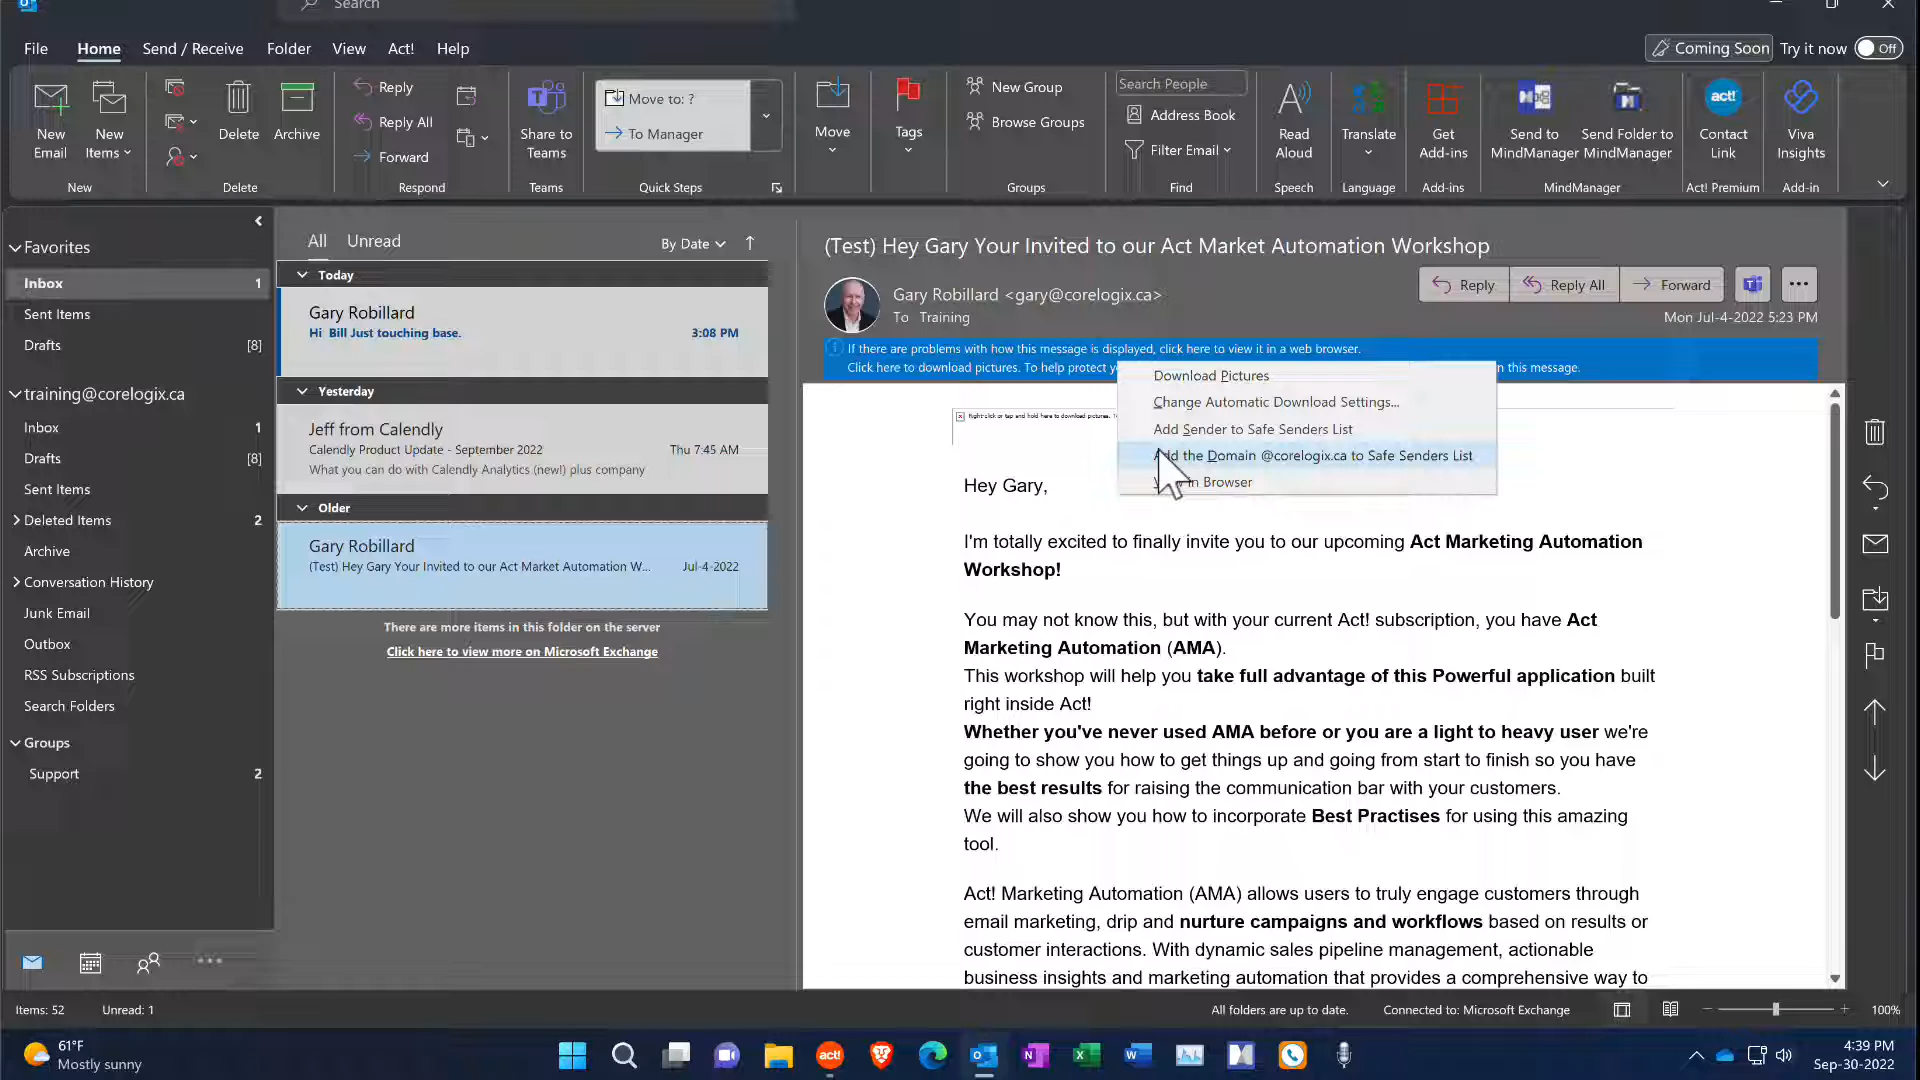 Search
File Home Send / Receive Folder View Act! Help
Coming Soon Try it now Off
New Email
New Items
New
Delete
Archive
Delete
Reply
Reply All
Forward
Respond
Share to Teams
Teams
Move to: ?
To Manager
Quick Steps
Move
Tags
New Group
Browse Groups
Groups
Search People
Address Book
Filter Email
Find
Read Aloud
Speech
Translate
Language
Get Add-ins
Add-ins
Send to MindManager
Send Folder to MindManager
MindManager
act!
Contact Link
Act! Premium
Viva Insights
Add-in
Favorites
Inbox 1
Sent Items
Drafts [8]
training@corelogix.ca
Inbox 1
Drafts [8]
Sent Items
Deleted Items 2
Archive
Conversation History
Junk Email
Outbox
RSS Subscriptions
Search Folders
Groups
Support 2
All Unread By Date
Today
Gary Robillard
Hi Bill Just touching base. 3:08 PM
Yesterday
Jeff from Calendly
Calendly Product Update - September 2022 Thu 7:45 AM
What you can do with Calendly Analytics (new!) plus company
Older
Gary Robillard
(Test) Hey Gary Your Invited to our Act Market Automation W... Jul-4-2022
There are more items in this folder on the server
Click here to view more on Microsoft Exchange
(Test) Hey Gary Your Invited to our Act Market Automation Workshop
Gary Robillard <gary@corelogix.ca>
To Training
Reply Reply All Forward
Mon Jul-4-2022 5:23 PM
If there are problems with how this message is displayed, click here to view it in a web browser.
Click here to download pictures. To help protect y n this message.
Right-click or tap and hold here to download pictures.
Download Pictures
Change Automatic Download Settings...
Add Sender to Safe Senders List
Add the Domain @corelogix.ca to Safe Senders List
in Browser
Hey Gary,
I'm totally excited to finally invite you to our upcoming Act Marketing Automation
Workshop!
You may not know this, but with your current Act! subscription, you have Act
Marketing Automation (AMA).
This workshop will help you take full advantage of this Powerful application built
right inside Act!
Whether you've never used AMA before or you are a light to heavy user we're
going to show you how to get things up and going from start to finish so you have
the best results for raising the communication bar with your customers.
We will also show you how to incorporate Best Practises for using this amazing
tool.
Act! Marketing Automation (AMA) allows users to truly engage customers through
email marketing, drip and nurture campaigns and workflows based on results or
customer interactions. With dynamic sales pipeline management, actionable
business insights and marketing automation that provides a comprehensive way to
Items: 52 Unread: 1
All folders are up to date. Connected to: Microsoft Exchange 100%
61°F
Mostly sunny
act!
4:39 PM
Sep-30-2022